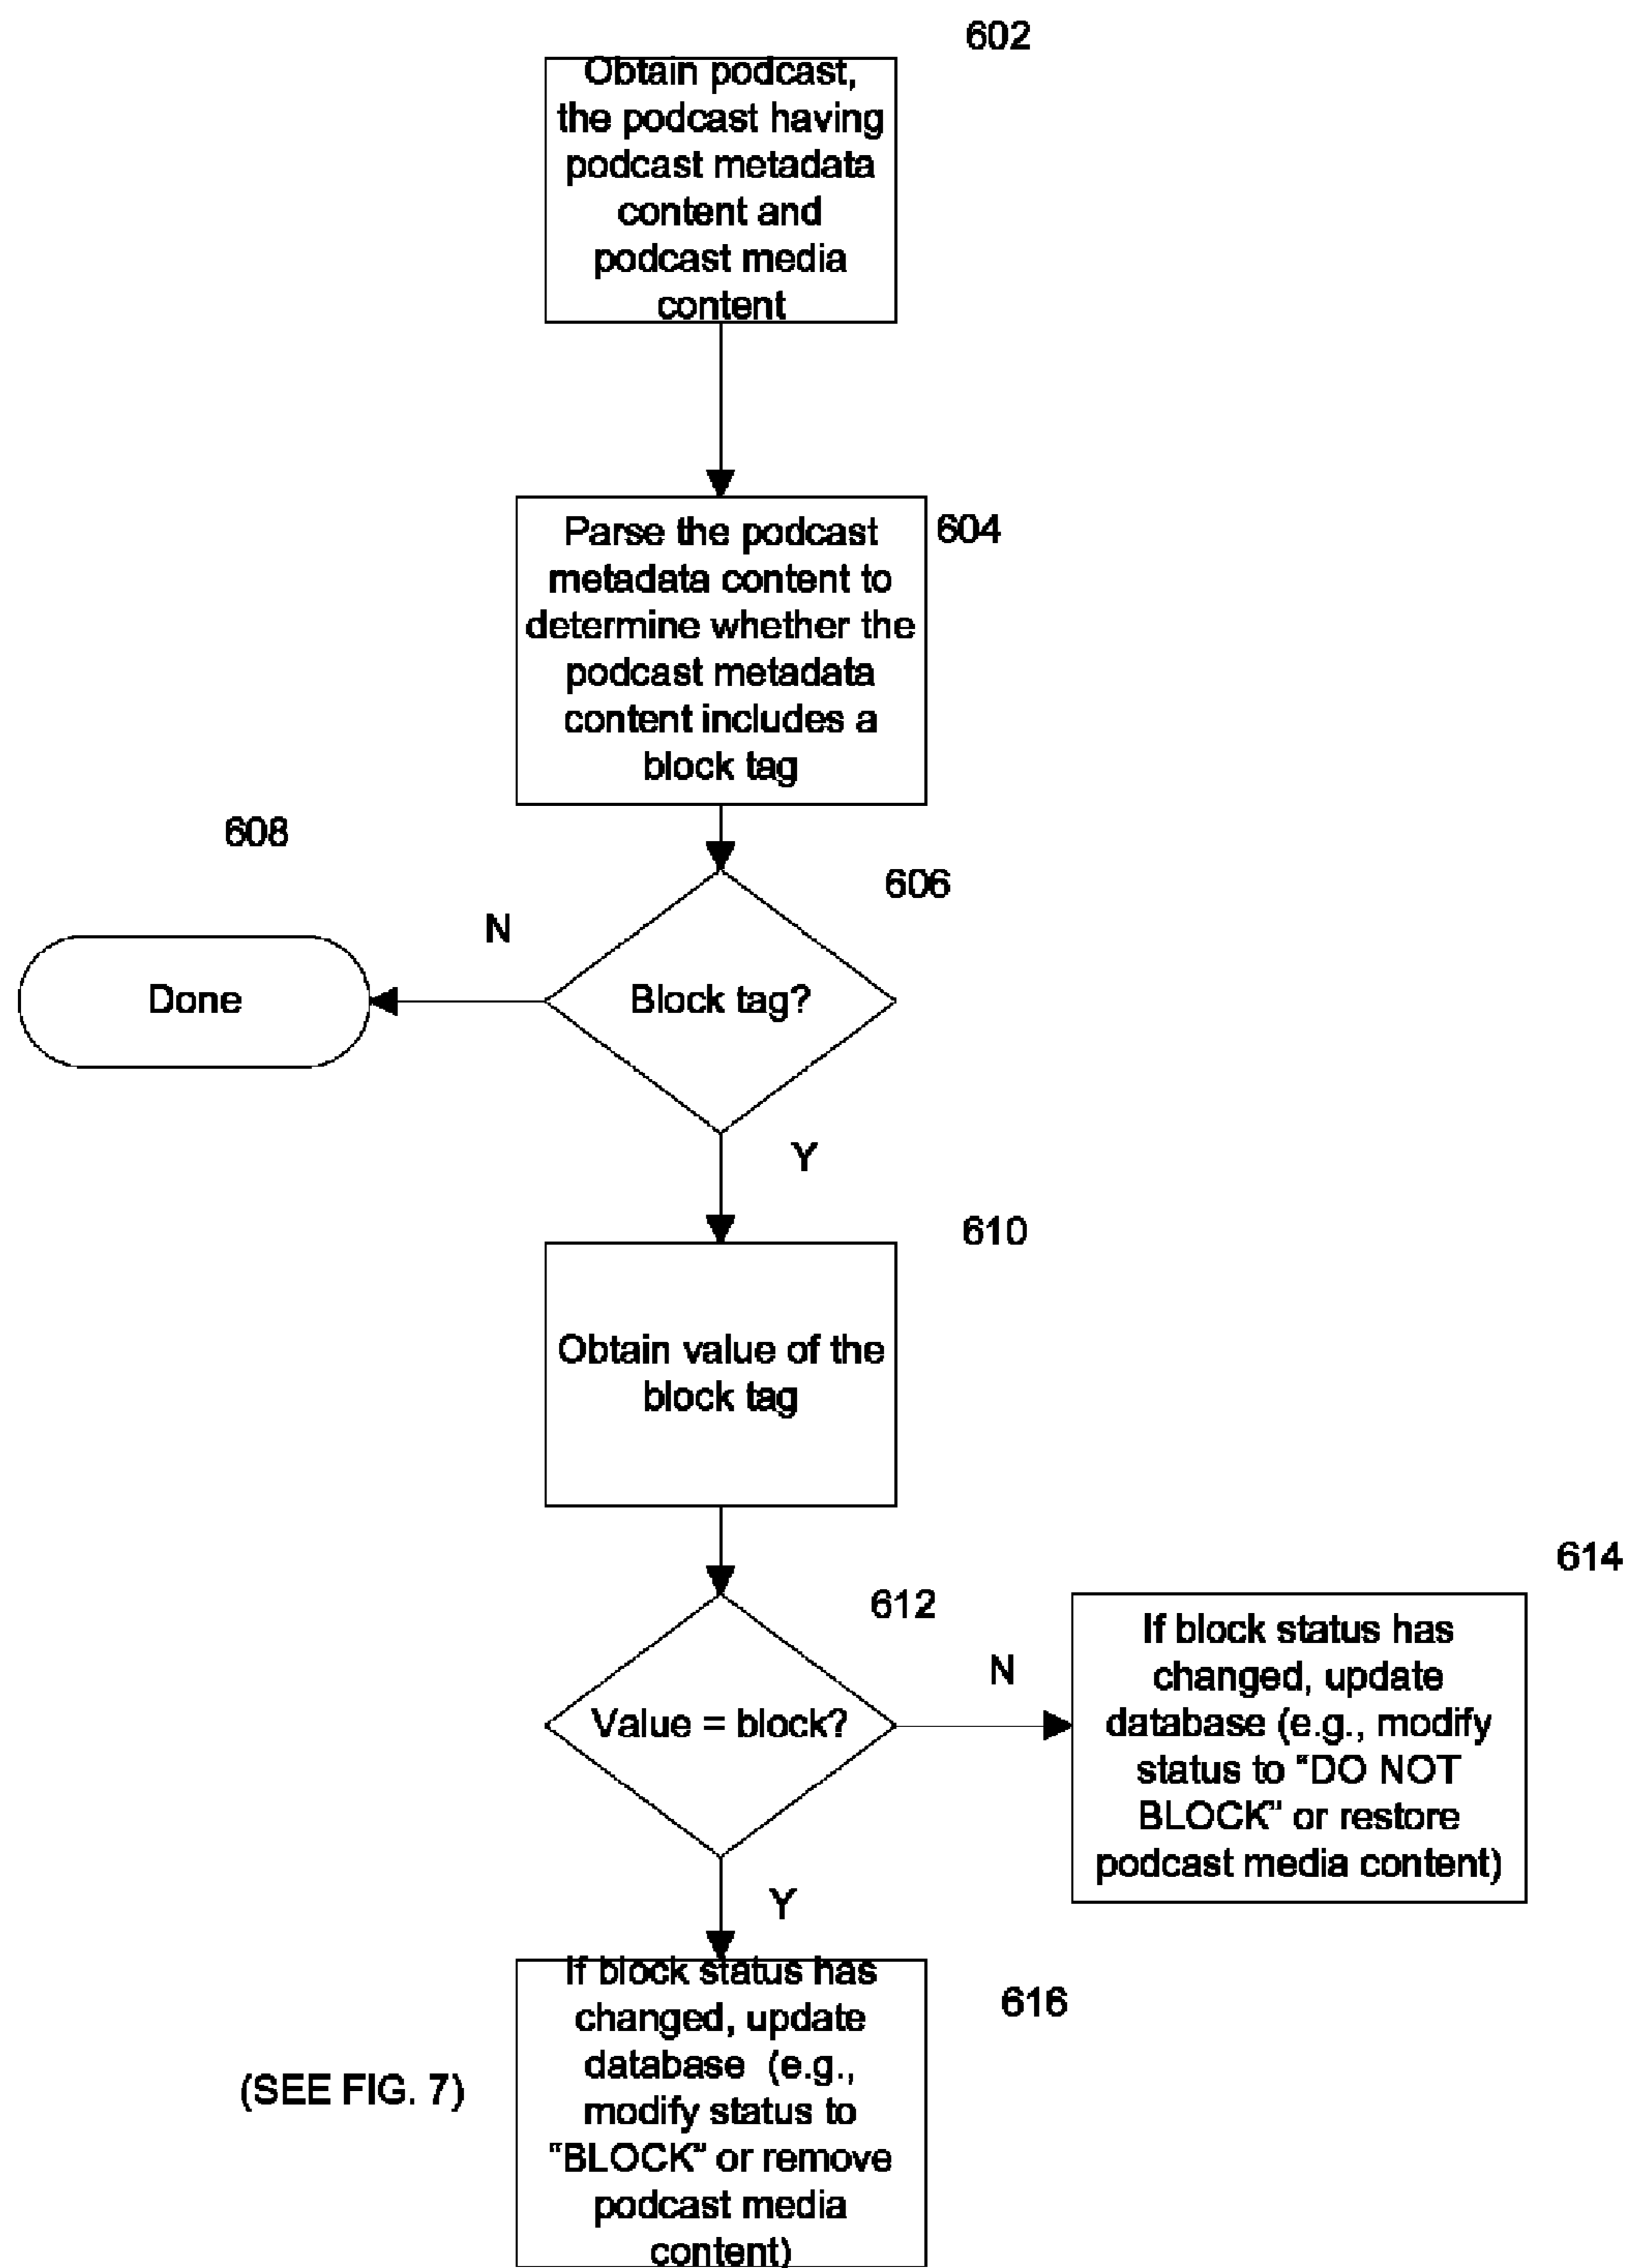 602
Obtain podcast,
the podcast having
podcast metadata
content and
podcast media
content
Parse the podcast
metadata content to
determine whether the
podcast metadata
content includes a
block tag
604
608
606
N
Done
Block tag?
Y
610
Obtain value of the
block tag
614
612
If block status has
changed, update
database (e.g., modify
status to "DO NOT
BLOCK" or restore
podcast media content)
N
Value = block?
Y
If block status has
changed, update
database (e.g.,
modify status to
"BLOCK" or remove
podcast media
content)
616
(SEE FIG. 7)